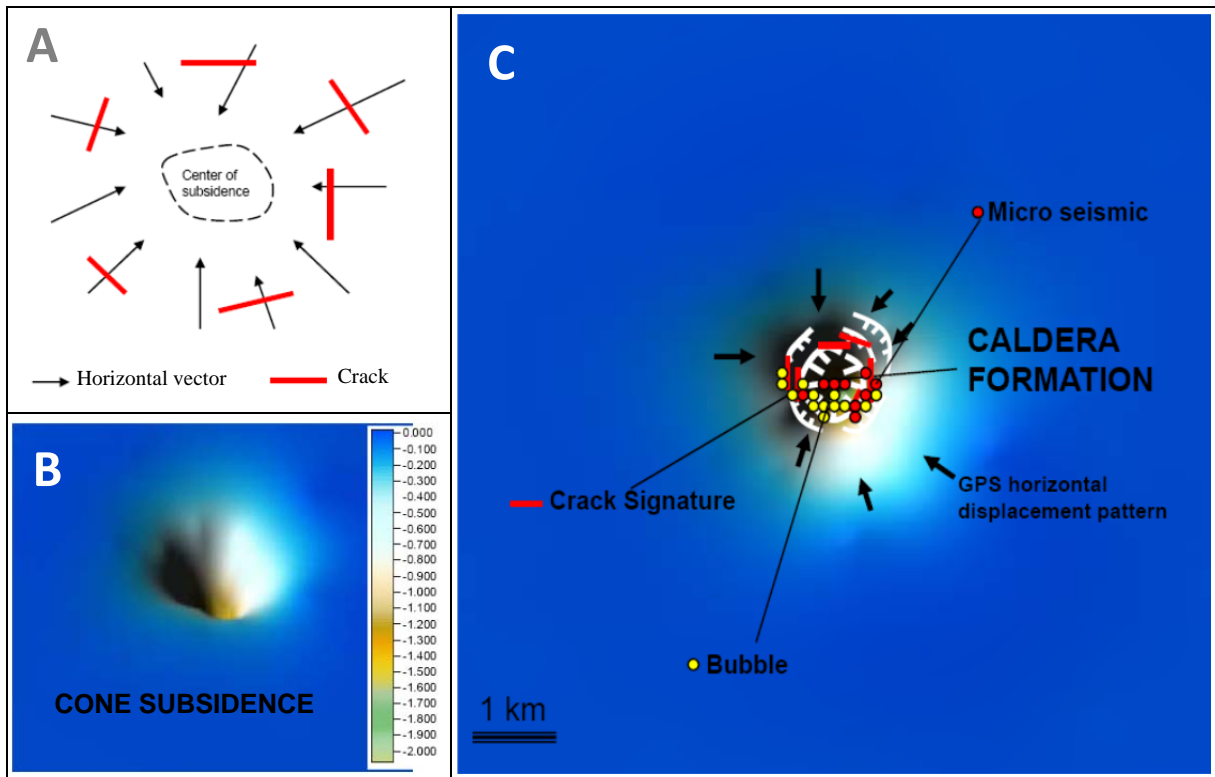 A
Center of
subsidence
Horizontal vector
Crack
B
0.000
-0.100
-0.200
-0.300
-0.400
-0.500
-0.600
-0.700
-0.800
-0.900
-1.000
-1.100
-1.200
-1.300
-1.400
-1.500
-1.600
-1.700
-1.800
-1.900
-2.000
CONE SUBSIDENCE
C
Micro seismic
CALDERA
FORMATION
Crack Signature
GPS horizontal
displacement pattern
Bubble
1 km